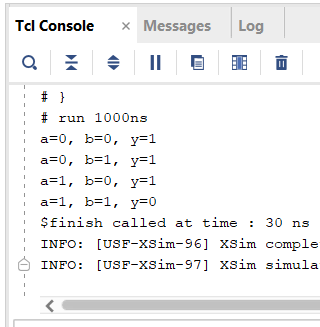 Tcl Console × Messages Log
# }
# run 1000ns
a=0, b=0, y=1
a=0, b=1, y=1
a=1, b=0, y=1
a=1, b=1, y=0
$finish called at time : 30 ns
INFO: [USF-XSim-96] XSim comple
INFO: [USF-XSim-97] XSim simula